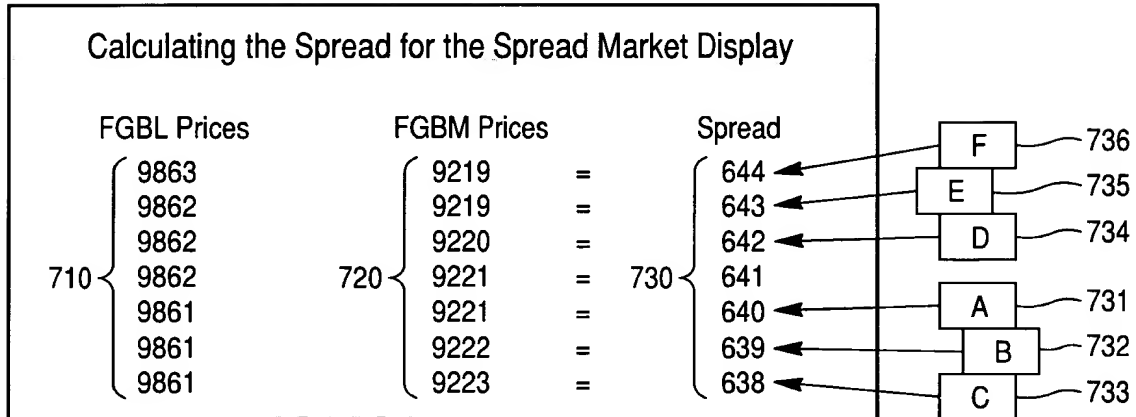 Calculating the Spread for the Spread Market Display
FGBL Prices FGBM Prices Spread
9863 9219 = 644 F 736
9862 9219 = 643 E 735
9862 9220 = 642 D 734
710 9862 720 9221 = 730 641
9861 9221 = 640 A 731
9861 9222 = 639 B 732
9861 9223 = 638 C 733